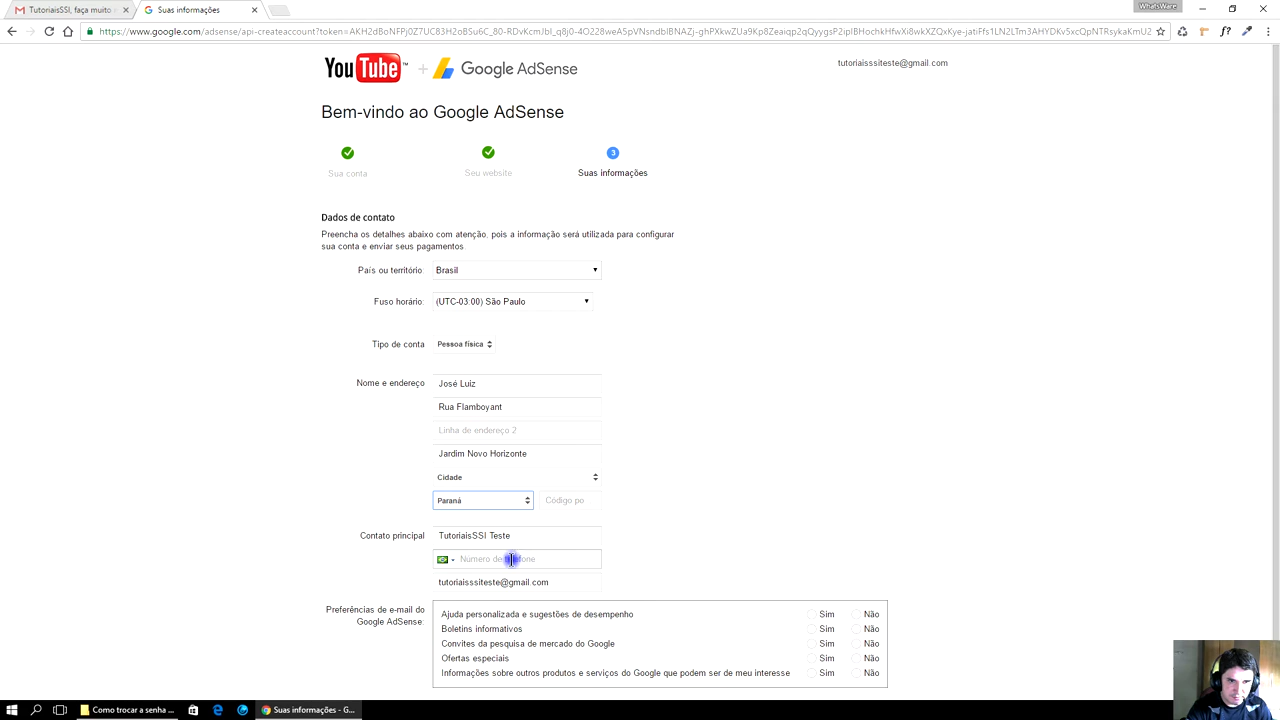 WhatsWare
TutoriaisSSI, faça muito
Suas informações
https://www.google.com/adsense/api-createaccount?token=
tutoriaisssiteste@gmail.com
YouTube + Google AdSense
Bem-vindo ao Google AdSense
3
Sua conta
Seu website
Suas informações
Dados de contato
Preencha os detalhes abaixo com atenção, pois a informação será utilizada para configurar
sua conta e enviar seus pagamentos
País ou território:
Brasil
Fuso horário:
(UTC-03:00) São Paulo
Tipo de conta
Pessoa física
Nome e endereço
José Luiz
Rua Flamboyant
Linha de endereço 2
Jardim Novo Horizonte
Cidade
Paraná
Código po
Contato principal
TutoriaisSSI Teste
Número de
tutoriaisssiteste@gmail.com
Preferências de e-mail do
Google AdSense:
Ajuda personalizada e sugestões de desempenho Sim Não
Boletins informativos Sim Não
Convites da pesquisa de mercado do Google Sim Não
Ofertas especiais Sim Não
Informações sobre outros produtos e serviços do Google que podem ser de meu interesse Sim Não
Como trocar a senha ...
Suas informações - G...